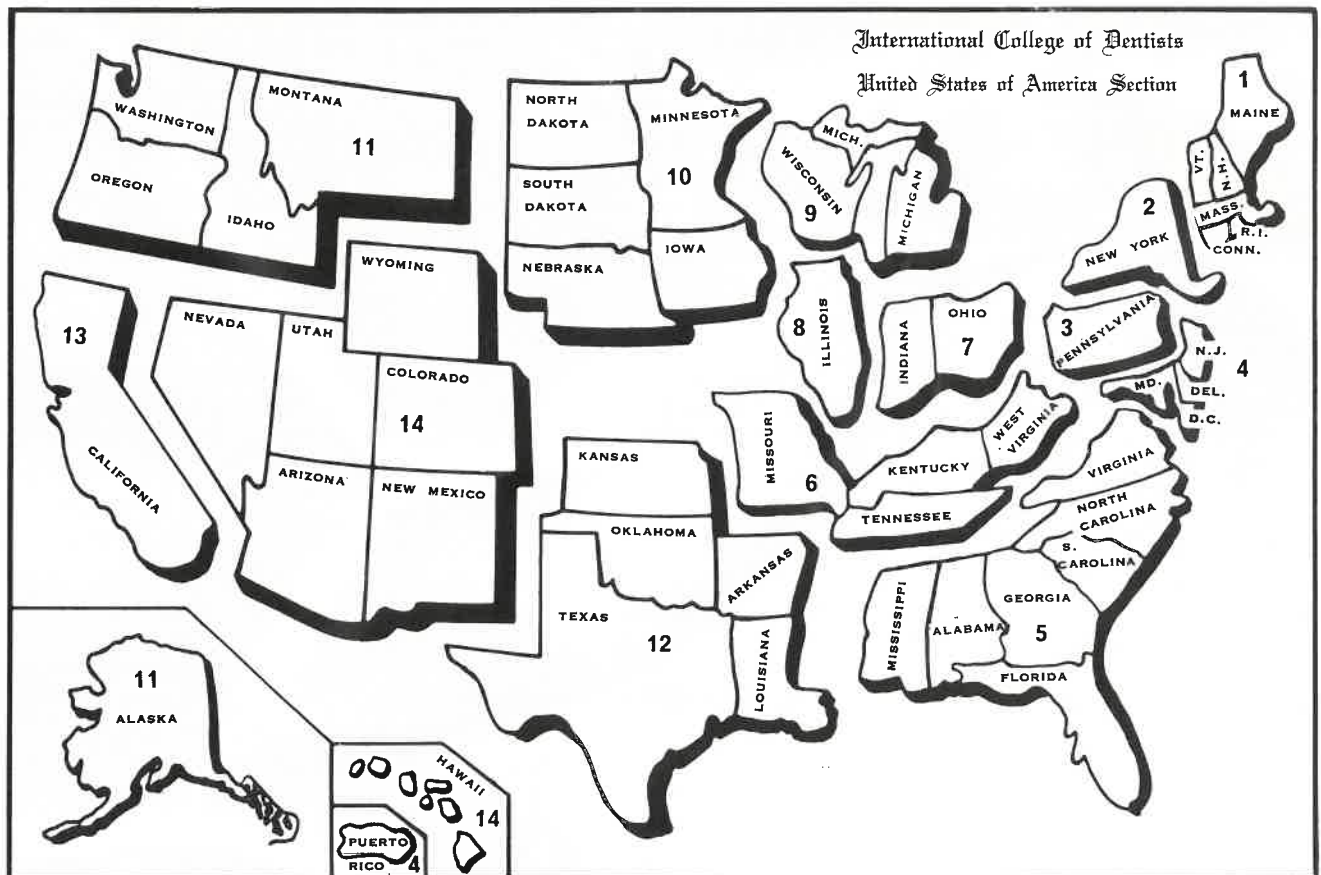 International College of Dentists
United States of America Section
1
MAINE
VT.
N.H.
MASS.
R.I.
CONN.
2
NEW YORK
3
PENNSYLVANIA
4
N.J.
MD.
DEL.
D.C.
WASHINGTON
OREGON
IDAHO
MONTANA
11
NORTH
DAKOTA
SOUTH
DAKOTA
NEBRASKA
MINNESOTA
10
IOWA
MICH.
WISCONSIN
9
MICHIGAN
8
ILLINOIS
INDIANA
OHIO
7
WYOMING
NEVADA
UTAH
COLORADO
14
ARIZONA
NEW MEXICO
13
CALIFORNIA
KANSAS
OKLAHOMA
TEXAS
12
ARKANSAS
LOUISIANA
MISSOURI
6
KENTUCKY
WEST
VIRGINIA
TENNESSEE
VIRGINIA
NORTH
CAROLINA
S.
CAROLINA
GEORGIA
5
MISSISSIPPI
ALABAMA
FLORIDA
11
ALASKA
HAWAII
14
PUERTO
RICO
4